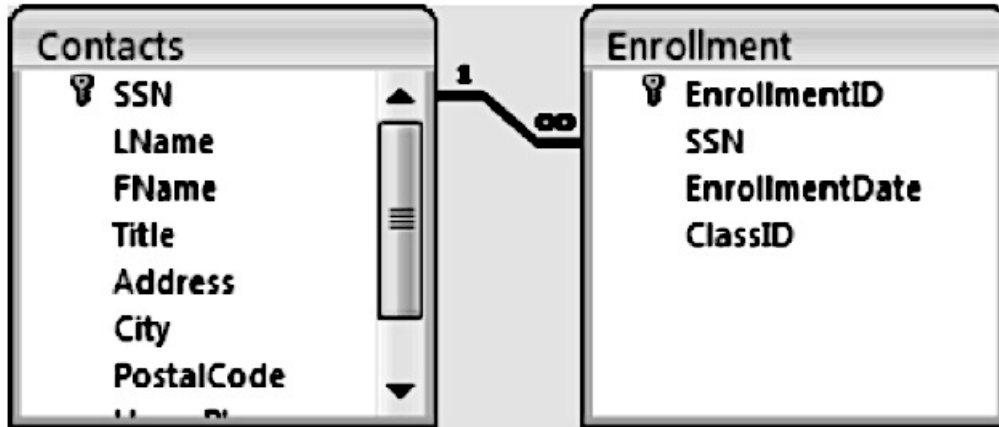 Contacts
SSN
LName
FName
Title
Address
City
PostalCode
1
∞
Enrollment
EnrollmentID
SSN
EnrollmentDate
ClassID